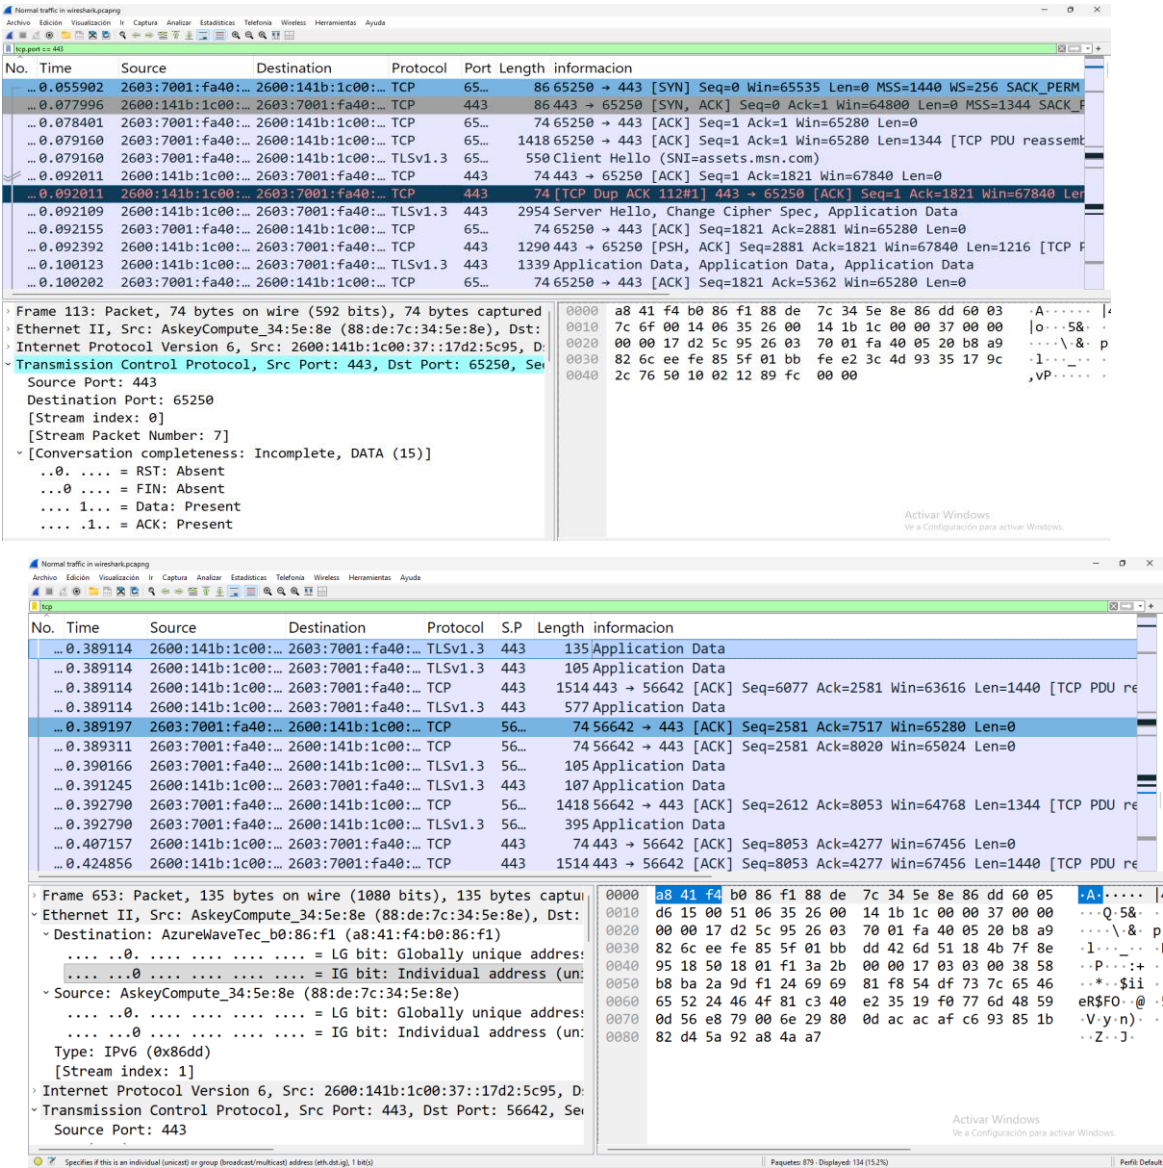 Normal traffic in wireshark.pcapng
Archivo Edición Visualización Ir Captura Analizar Estadísticas Telefonía Wireless Herramientas Ayuda
tcp.port == 443
No. Time Source Destination Protocol Port Length informacion
... 0.055902 2603:7001:fa40:... 2600:141b:1c00:... TCP 65... 86 65250 → 443 [SYN] Seq=0 Win=65535 Len=0 MSS=1440 WS=256 SACK_PERM
... 0.077996 2600:141b:1c00:... 2603:7001:fa40:... TCP 443 86 443 → 65250 [SYN, ACK] Seq=0 Ack=1 Win=64800 Len=0 MSS=1344 SACK_P
... 0.078401 2603:7001:fa40:... 2600:141b:1c00:... TCP 65... 74 65250 → 443 [ACK] Seq=1 Ack=1 Win=65280 Len=0
... 0.079160 2603:7001:fa40:... 2600:141b:1c00:... TCP 65... 1418 65250 → 443 [ACK] Seq=1 Ack=1 Win=65280 Len=1344 [TCP PDU reassemb
... 0.079160 2603:7001:fa40:... 2600:141b:1c00:... TLSv1.3 65... 550 Client Hello (SNI=assets.msn.com)
... 0.092011 2600:141b:1c00:... 2603:7001:fa40:... TCP 443 74 443 → 65250 [ACK] Seq=1 Ack=1821 Win=67840 Len=0
... 0.092011 2600:141b:1c00:... 2603:7001:fa40:... TCP 443 74 [TCP Dup ACK 112#1] 443 → 65250 [ACK] Seq=1 Ack=1821 Win=67840 Len
... 0.092109 2600:141b:1c00:... 2603:7001:fa40:... TLSv1.3 443 2954 Server Hello, Change Cipher Spec, Application Data
... 0.092155 2603:7001:fa40:... 2600:141b:1c00:... TCP 65... 74 65250 → 443 [ACK] Seq=1821 Ack=2881 Win=65280 Len=0
... 0.092392 2600:141b:1c00:... 2603:7001:fa40:... TCP 443 1290 443 → 65250 [PSH, ACK] Seq=2881 Ack=1821 Win=67840 Len=1216 [TCP P
... 0.100123 2600:141b:1c00:... 2603:7001:fa40:... TLSv1.3 443 1339 Application Data, Application Data, Application Data
... 0.100202 2603:7001:fa40:... 2600:141b:1c00:... TCP 65... 74 65250 → 443 [ACK] Seq=1821 Ack=5362 Win=65280 Len=0
Frame 113: Packet, 74 bytes on wire (592 bits), 74 bytes captured
Ethernet II, Src: AskeyCompute_34:5e:8e (88:de:7c:34:5e:8e), Dst:
Internet Protocol Version 6, Src: 2600:141b:1c00:37::17d2:5c95, D
Transmission Control Protocol, Src Port: 443, Dst Port: 65250, Se
Source Port: 443
Destination Port: 65250
[Stream index: 0]
[Stream Packet Number: 7]
[Conversation completeness: Incomplete, DATA (15)]
..0. .... = RST: Absent
...0 .... = FIN: Absent
.... 1... = Data: Present
.... .1.. = ACK: Present
0000 a8 41 f4 b0 86 f1 88 de 7c 34 5e 8e 86 dd 60 03 ·A······ |4
0010 7c 6f 00 14 06 35 26 00 14 1b 1c 00 00 37 00 00 |o···5&·
0020 00 00 17 d2 5c 95 26 03 70 01 fa 40 05 20 b8 a9 ····\·&· p
0030 82 6c ee fe 85 5f 01 bb fe e2 3c 4d 93 35 17 9c ·l···_··
0040 2c 76 50 10 02 12 89 fc 00 00 ,vP·····
Activar Windows
Ve a Configuración para activar Windows.
Normal traffic in wireshark.pcapng
Archivo Edición Visualización Ir Captura Analizar Estadísticas Telefonía Wireless Herramientas Ayuda
tcp
No. Time Source Destination Protocol S.P Length informacion
... 0.389114 2600:141b:1c00:... 2603:7001:fa40:... TLSv1.3 443 135 Application Data
... 0.389114 2600:141b:1c00:... 2603:7001:fa40:... TLSv1.3 443 105 Application Data
... 0.389114 2600:141b:1c00:... 2603:7001:fa40:... TCP 443 1514 443 → 56642 [ACK] Seq=6077 Ack=2581 Win=63616 Len=1440 [TCP PDU re
... 0.389114 2600:141b:1c00:... 2603:7001:fa40:... TLSv1.3 443 577 Application Data
... 0.389197 2603:7001:fa40:... 2600:141b:1c00:... TCP 56... 74 56642 → 443 [ACK] Seq=2581 Ack=7517 Win=65280 Len=0
... 0.389311 2603:7001:fa40:... 2600:141b:1c00:... TCP 56... 74 56642 → 443 [ACK] Seq=2581 Ack=8020 Win=65024 Len=0
... 0.390166 2603:7001:fa40:... 2600:141b:1c00:... TLSv1.3 56... 105 Application Data
... 0.391245 2600:141b:1c00:... 2603:7001:fa40:... TLSv1.3 443 107 Application Data
... 0.392790 2603:7001:fa40:... 2600:141b:1c00:... TCP 56... 1418 56642 → 443 [ACK] Seq=2612 Ack=8053 Win=64768 Len=1344 [TCP PDU re
... 0.392790 2603:7001:fa40:... 2600:141b:1c00:... TLSv1.3 56... 395 Application Data
... 0.407157 2600:141b:1c00:... 2603:7001:fa40:... TCP 443 74 443 → 56642 [ACK] Seq=8053 Ack=4277 Win=67456 Len=0
... 0.424856 2600:141b:1c00:... 2603:7001:fa40:... TCP 443 1514 443 → 56642 [ACK] Seq=8053 Ack=4277 Win=67456 Len=1440 [TCP PDU re
Frame 653: Packet, 135 bytes on wire (1080 bits), 135 bytes captu
Ethernet II, Src: AskeyCompute_34:5e:8e (88:de:7c:34:5e:8e), Dst:
Destination: AzureWaveTec_b0:86:f1 (a8:41:f4:b0:86:f1)
.... ..0. .... .... .... .... = LG bit: Globally unique address
.... ...0 .... .... .... .... = IG bit: Individual address (uni
Source: AskeyCompute_34:5e:8e (88:de:7c:34:5e:8e)
.... ..0. .... .... .... .... = LG bit: Globally unique address
.... ...0 .... .... .... .... = IG bit: Individual address (uni
Type: IPv6 (0x86dd)
[Stream index: 1]
Internet Protocol Version 6, Src: 2600:141b:1c00:37::17d2:5c95, D
Transmission Control Protocol, Src Port: 443, Dst Port: 56642, Se
Source Port: 443
0000 a8 41 f4 b0 86 f1 88 de 7c 34 5e 8e 86 dd 60 05 ·A······ |4
0010 d6 15 00 51 06 35 26 00 14 1b 1c 00 00 37 00 00 ···Q·5&·
0020 00 00 17 d2 5c 95 26 03 70 01 fa 40 05 20 b8 a9 ····\·&· p
0030 82 6c ee fe 85 5f 01 bb dd 42 6d 51 18 4b 7f 8e ·l···_··
0040 95 18 50 18 01 f1 3a 2b 00 00 17 03 03 00 38 58 ··P···:+
0050 b8 ba 2a 9d f1 24 69 69 81 f8 54 df 73 7c 65 46 ··*··$ii
0060 65 52 24 46 4f 81 c3 40 e2 35 19 f0 77 6d 48 59 eR$FO··@
0070 0d 56 e8 79 00 6e 29 80 0d ac ac af c6 93 85 1b ·V·y·n)·
0080 82 d4 5a 92 a8 4a a7 ··Z··J·
Activar Windows
Ve a Configuración para activar Windows.
Specifies if this is an individual (unicast) or group (broadcast/multicast) address (eth.dst.ig), 1 bit(s)
Paquetes: 879 · Displayed: 134 (15.2%)
Perfil: Default